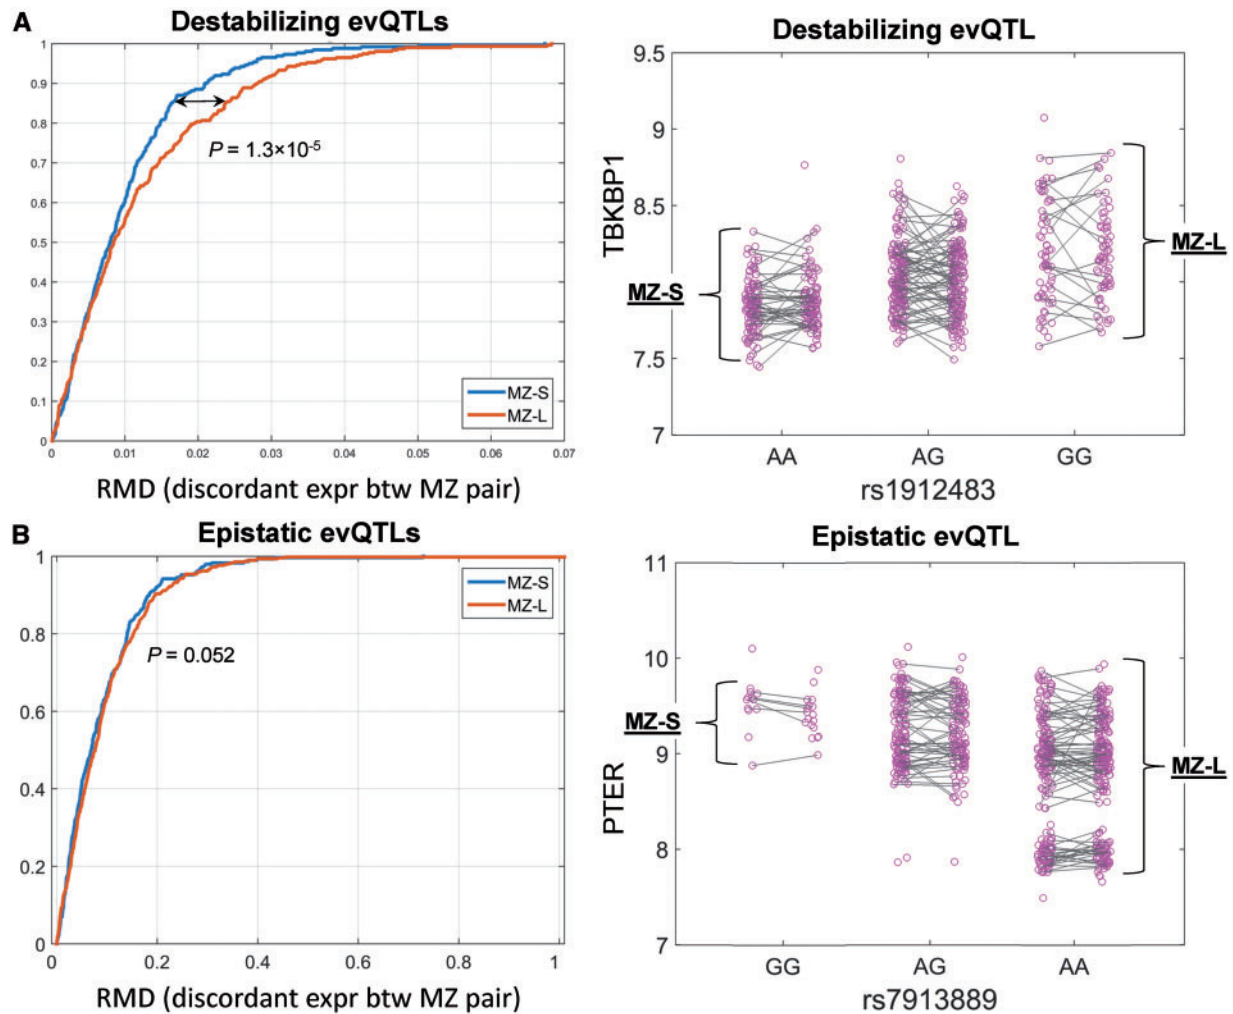 A
Destabilizing evQTLs
1
0.9
0.8
0.7
0.6
0.5
0.4
0.3
0.2
0.1
0
P = 1.3×10-5
MZ-S
MZ-L
0 0.01 0.02 0.03 0.04 0.05 0.06 0.07
RMD (discordant expr btw MZ pair)
Destabilizing evQTL
9.5
9
8.5
7.5
7
TBKBP1
MZ-S
MZ-L
AA AG GG
rs1912483
B
Epistatic evQTLs
1
0.8
0.6
0.4
0.2
0
MZ-S
MZ-L
P = 0.052
0 0.2 0.4 0.6 0.8 1
RMD (discordant expr btw MZ pair)
Epistatic evQTL
11
10
9
8
7
PTER
MZ-S
MZ-L
GG AG AA
rs7913889